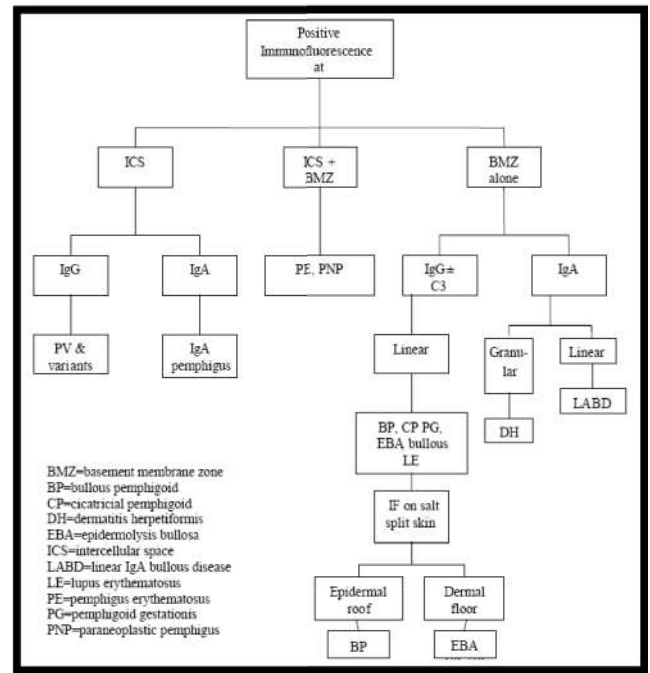 Positive
Immunofluorescence
at
ICS
ICS +
BMZ
BMZ
alone
IgG
IgA
PE, PNP
IgG±
C3
IgA
PV &
variants
IgA
pemphigus
Linear
Granu-
lar
Linear
LABD
DH
BP, CP PG,
EBA bullous
LE
IF on salt
split skin
Epidermal
roof
Dermal
floor
BP
EBA
BMZ=basement membrane zone
BP=bullous pemphigoid
CP=cicatricial pemphigoid
DH=dermatitis herpetiformis
EBA=epidermolysis bullosa
ICS=intercellular space
LABD=linear IgA bullous disease
LE=lupus erythematosus
PE=pemphigus erythematosus
PG=pemphigoid gestationis
PNP=paraneoplastic pemphigus